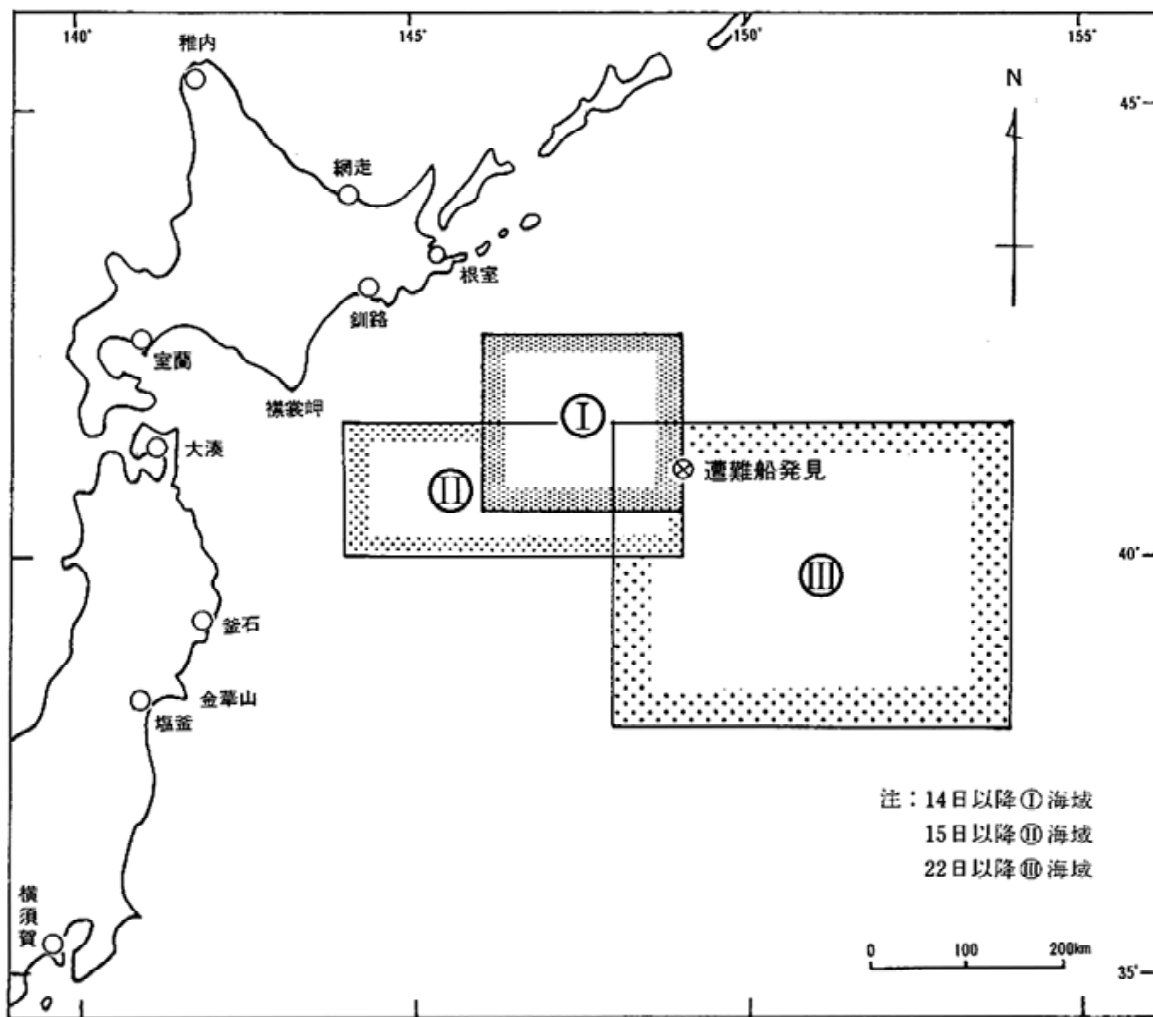 140°
145°
150°
155°
稚内
N
45°
網走
根室
釧路
室蘭
襟裳岬
Ⅰ
大湊
遭難船発見
Ⅱ
40°
Ⅲ
釜石
金華山
塩釜
注：14日以降Ⅰ海域
15日以降Ⅱ海域
22日以降Ⅲ海域
横須賀
0 100 200km
35°